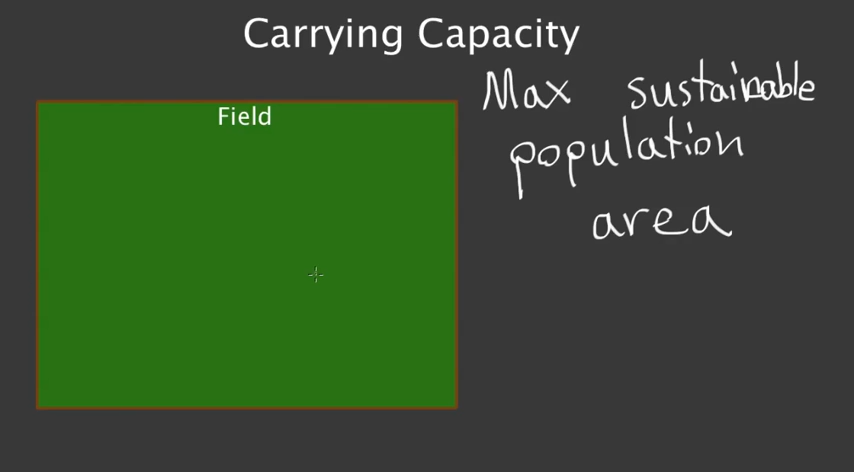 Carrying Capacity
Max sustainable
population
area
Field